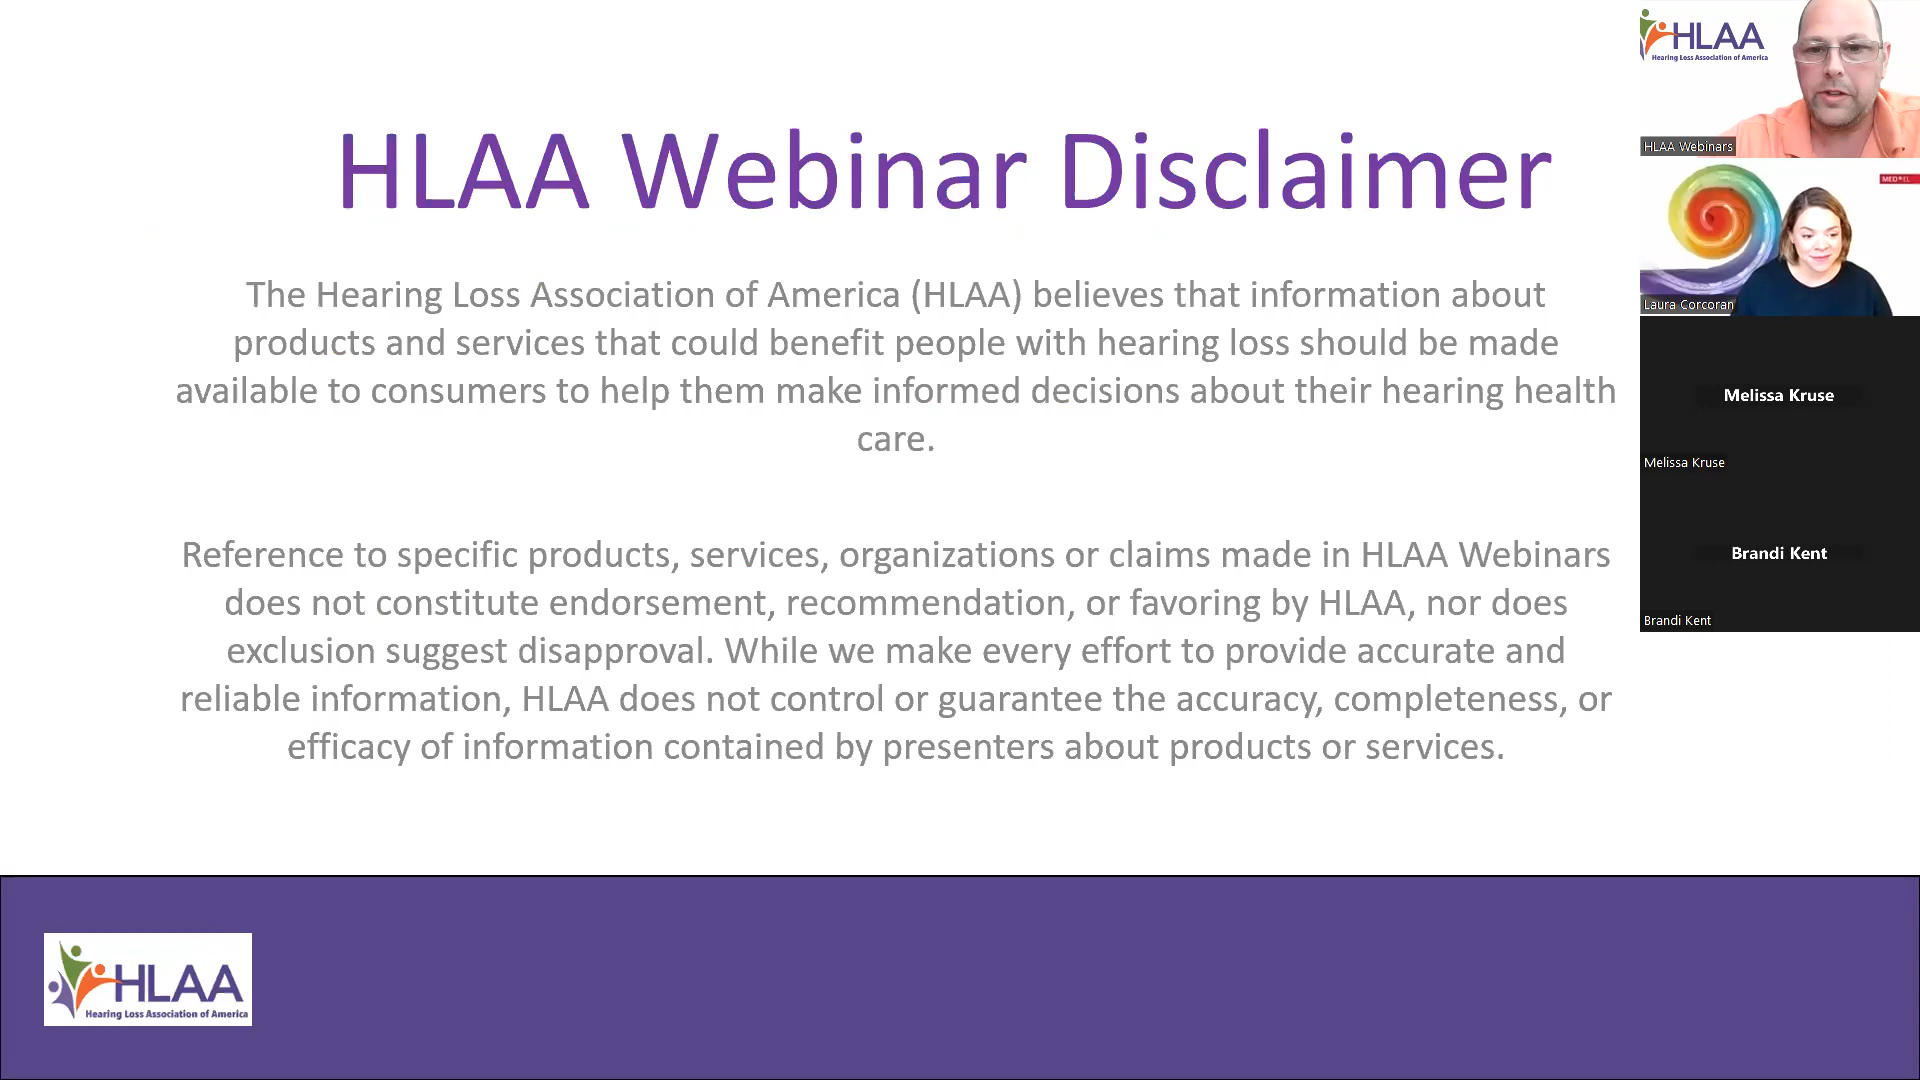 HLAA Webinar Disclaimer
The Hearing Loss Association of America (HLAA) believes that information about
products and services that could benefit people with hearing loss should be made
available to consumers to help them make informed decisions about their hearing health
care.
Reference to specific products, services, organizations or claims made in HLAA Webinars
does not constitute endorsement, recommendation, or favoring by HLAA, nor does
exclusion suggest disapproval. While we make every effort to provide accurate and
reliable information, HLAA does not control or guarantee the accuracy, completeness, or
efficacy of information contained by presenters about products or services.
HLAA
Hearing Loss Association of America
HLAA
Hearing Loss Association of America
HLAA Webinars
MED-EL
Laura Corcoran
Melissa Kruse
Melissa Kruse
Brandi Kent
Brandi Kent